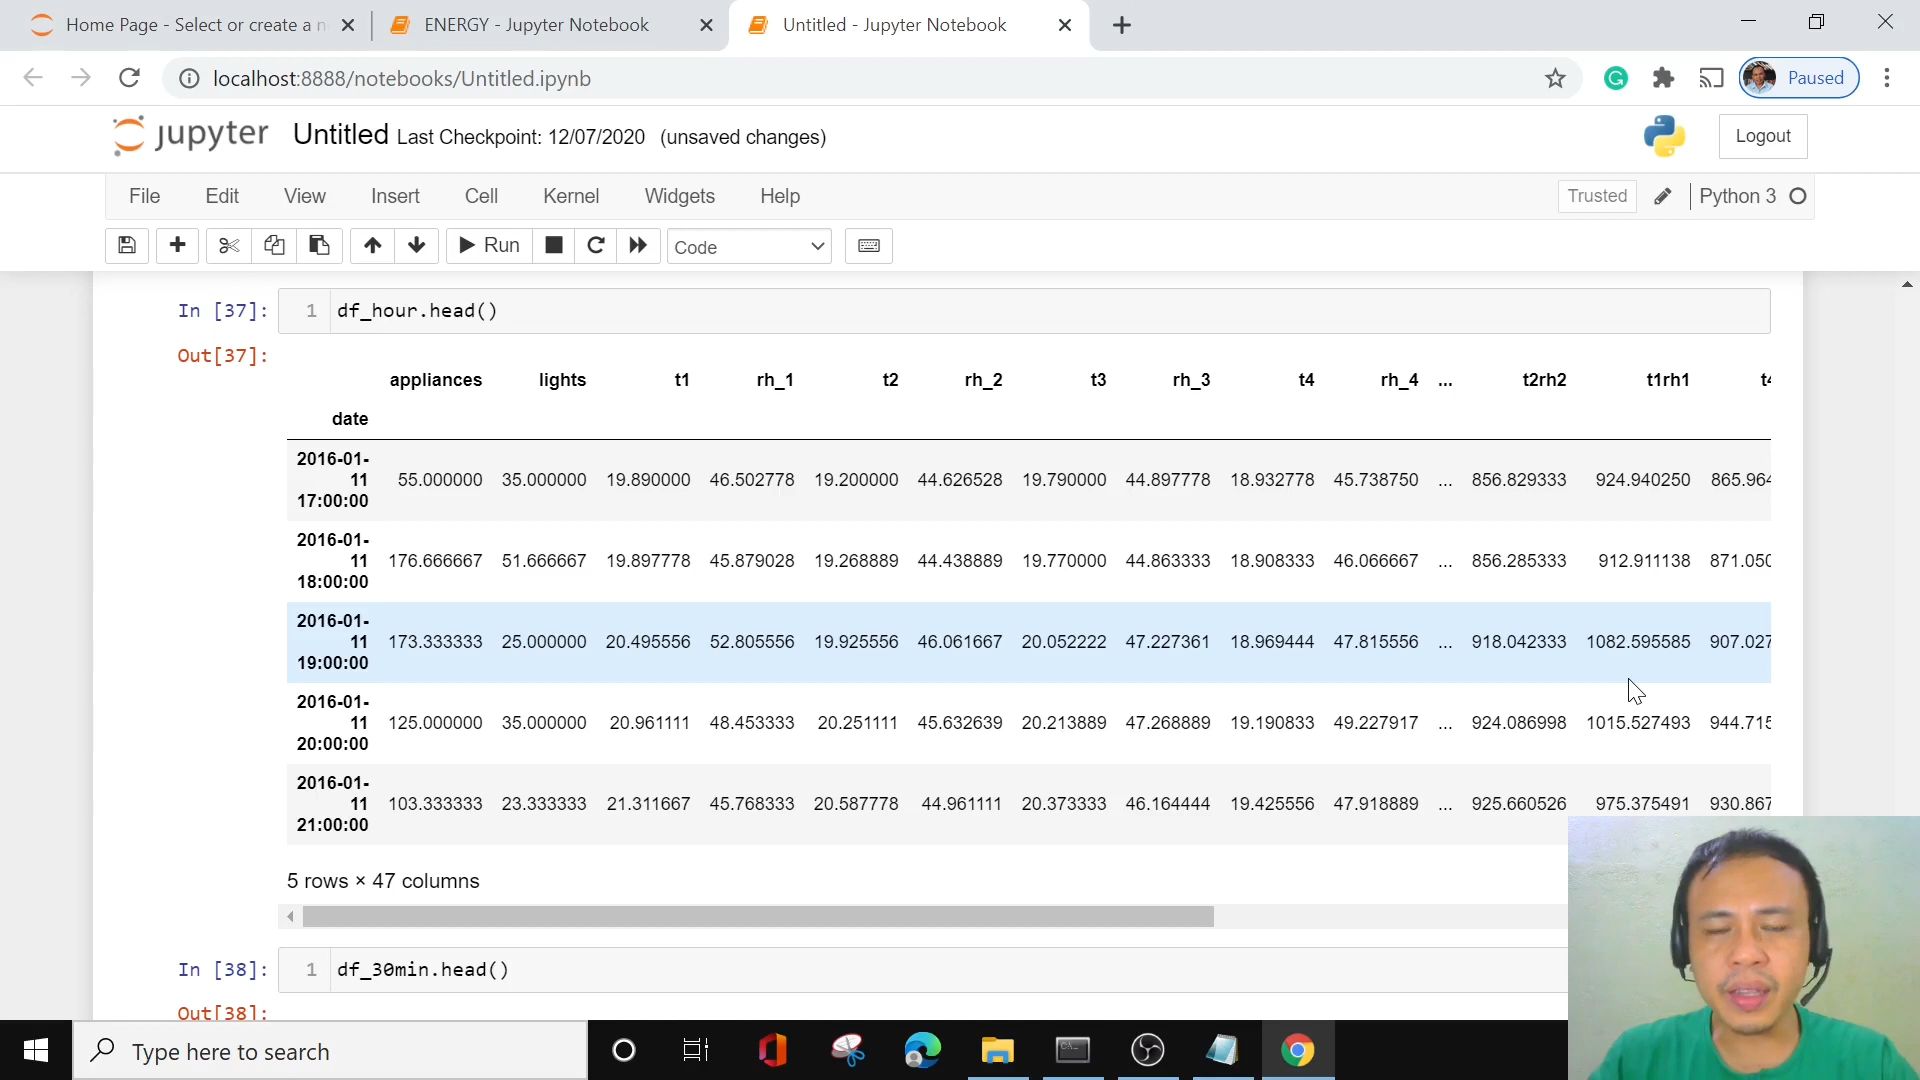 Home Page - Select or create a n
ENERGY - Jupyter Notebook
Untitled - Jupyter Notebook
localhost:8888/notebooks/Untitled.ipynb
Paused
jupyter Untitled Last Checkpoint: 12/07/2020 (unsaved changes)
Logout
File Edit View Insert Cell Kernel Widgets Help
Trusted Python 3
Run Code
In [37]: 1 df_hour.head()
Out[37]:
appliances lights t1 rh_1 t2 rh_2 t3 rh_3 t4 rh_4 ... t2rh2 t1rh1 t4
date
2016-01-
11
17:00:00
55.000000 35.000000 19.890000 46.502778 19.200000 44.626528 19.790000 44.897778 18.932778 45.738750 ... 856.829333 924.940250 865.964
2016-01-
11
18:00:00
176.666667 51.666667 19.897778 45.879028 19.268889 44.438889 19.770000 44.863333 18.908333 46.066667 ... 856.285333 912.911138 871.050
2016-01-
11
19:00:00
173.333333 25.000000 20.495556 52.805556 19.925556 46.061667 20.052222 47.227361 18.969444 47.815556 ... 918.042333 1082.595585 907.027
2016-01-
11
20:00:00
125.000000 35.000000 20.961111 48.453333 20.251111 45.632639 20.213889 47.268889 19.190833 49.227917 ... 924.086998 1015.527493 944.715
2016-01-
11
21:00:00
103.333333 23.333333 21.311667 45.768333 20.587778 44.961111 20.373333 46.164444 19.425556 47.918889 ... 925.660526 975.375491 930.867
5 rows × 47 columns
In [38]: 1 df_30min.head()
Out[38]:
Type here to search